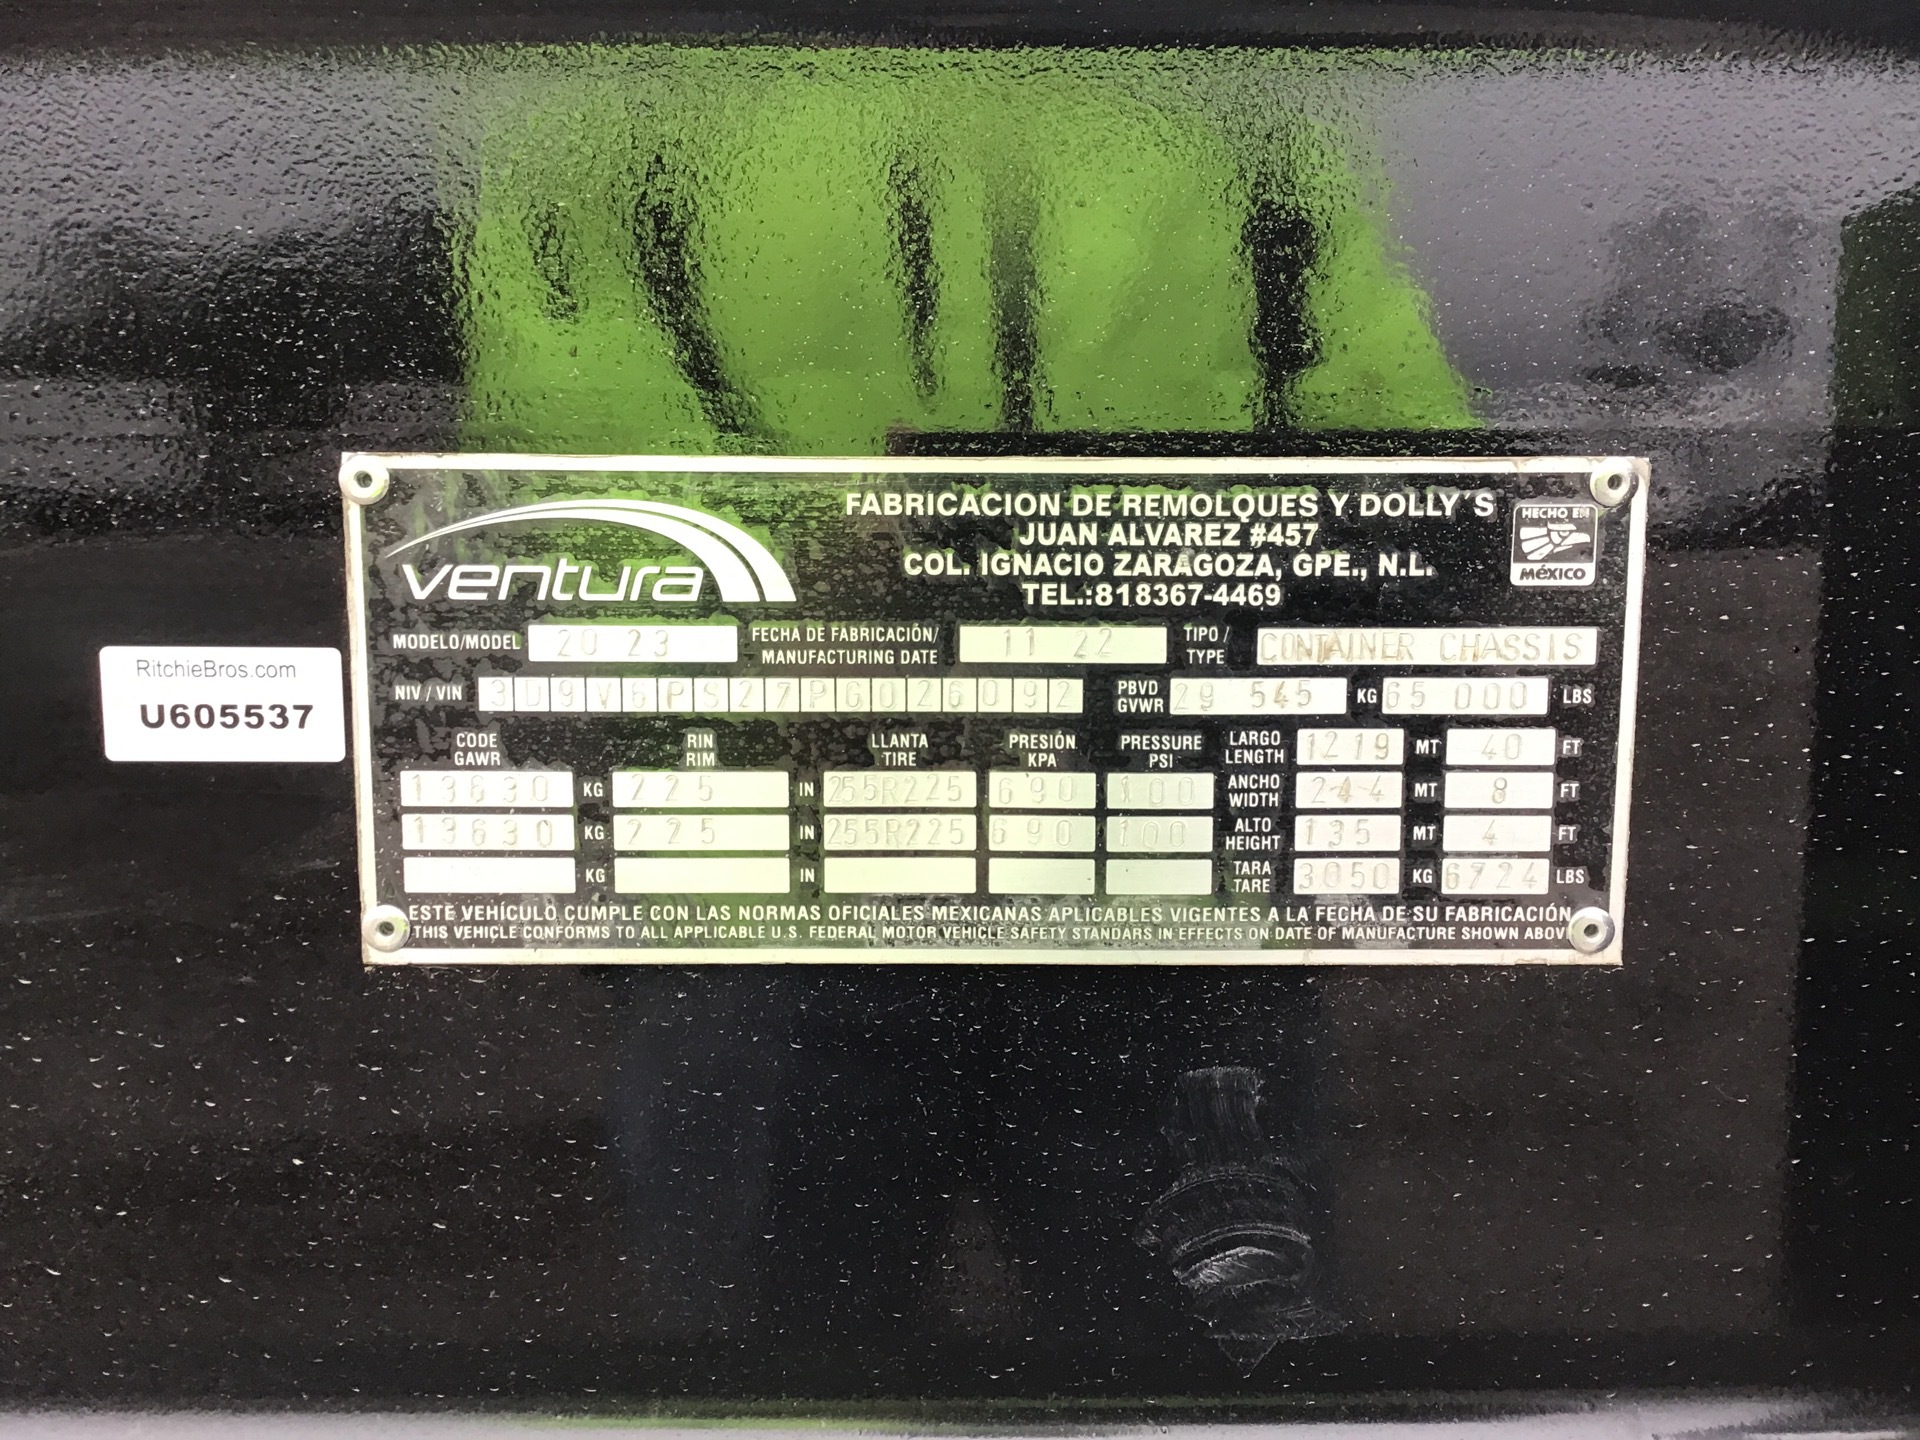 RitchieBros.com
U605537
ventura
FABRICACION DE REMOLQUES Y DOLLY´S
JUAN ALVAREZ #457
COL. IGNACIO ZARAGOZA, GPE., N.L.
TEL.:818367-4469
HECHO EN
MÉXICO
MODELO/MODEL 2023 FECHA DE FABRICACIÓN/ MANUFACTURING DATE 11 22 TIPO / TYPE CONTAINER CHASSIS
NIV / VIN 3D9V6PS27PG026092 PBVD GVWR 29 545 KG 65 000 LBS
CODE GAWR RIN RIM LLANTA TIRE PRESIÓN KPA PRESSURE PSI LARGO LENGTH 1219 MT 40 FT
13630 KG 225 IN 255R225 690 100 ANCHO WIDTH 244 MT 8 FT
13630 KG 225 IN 255R225 690 100 ALTO HEIGHT 135 MT 4 FT
KG IN TARA TARE 3050 KG 6724 LBS
ESTE VEHÍCULO CUMPLE CON LAS NORMAS OFICIALES MEXICANAS APLICABLES VIGENTES A LA FECHA DE SU FABRICACIÓN
THIS VEHICLE CONFORMS TO ALL APPLICABLE U.S. FEDERAL MOTOR VEHICLE SAFETY STANDARS IN EFFECTS ON DATE OF MANUFACTURE SHOWN ABOVE